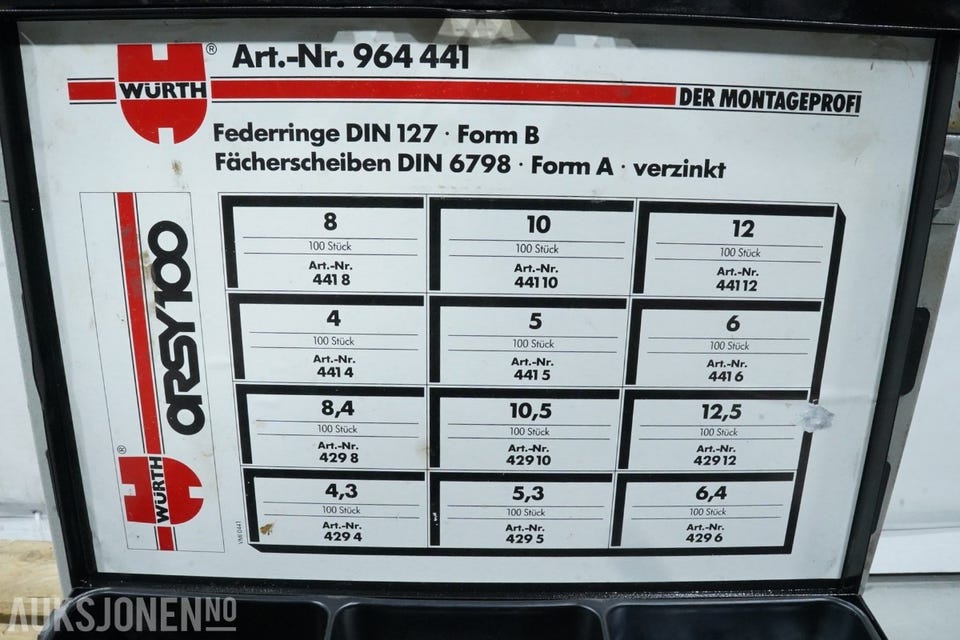 WÜRTH ®
Art.-Nr. 964 441
DER MONTAGEPROFI
Federringe DIN 127 · Form B
Fächerscheiben DIN 6798 · Form A · verzinkt
ORSY 100
® WÜRTH
8
100 Stück
Art.-Nr.
441 8
10
100 Stück
Art.-Nr.
441 10
12
100 Stück
Art.-Nr.
441 12
4
100 Stück
Art.-Nr.
441 4
5
100 Stück
Art.-Nr.
441 5
6
100 Stück
Art.-Nr.
441 6
8,4
100 Stück
Art.-Nr.
429 8
10,5
100 Stück
Art.-Nr.
429 10
12,5
100 Stück
Art.-Nr.
429 12
4,3
100 Stück
Art.-Nr.
429 4
5,3
100 Stück
Art.-Nr.
429 5
6,4
100 Stück
Art.-Nr.
429 6
AUKSJONEN.NO